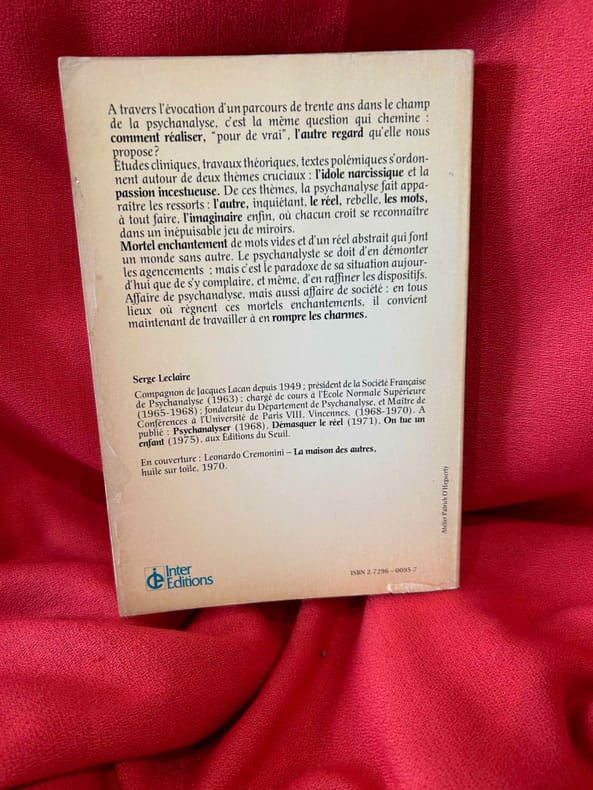 A travers l'évocation d'un parcours de trente ans dans le champ
de la psychanalyse, c'est la même question qui chemine :
comment réaliser, "pour de vrai", l'autre regard qu'elle nous
propose ?
Études cliniques, travaux théoriques, textes polémiques s'ordon-
nent autour de deux thèmes cruciaux : l'idole narcissique et la
passion incestueuse. De ces thèmes, la psychanalyse fait appa-
raître les ressorts : l'autre, inquiétant, le réel, rebelle, les mots,
à tout faire, l'imaginaire enfin, où chacun croit se reconnaître
dans un inépuisable jeu de miroirs.
Mortel enchantement de mots vides et d'un réel abstrait qui font
un monde sans autre. Le psychanalyste se doit d'en démonter
les agencements ; mais c'est le paradoxe de sa situation aujour-
d'hui que de s'y complaire, et même, d'en raffiner les dispositifs.
Affaire de psychanalyse, mais aussi affaire de société : en tous
lieux où règnent ces mortels enchantements, il convient
maintenant de travailler à en rompre les charmes.
Serge Leclaire
Compagnon de Jacques Lacan depuis 1949 ; président de la Société Française
de Psychanalyse (1963) ; chargé de cours à l'École Normale Supérieure
(1965-1968) ; fondateur du Département de Psychanalyse, et Maître de
Conférences à l'Université de Paris VIII, Vincennes, (1968-1970). A
publié : Psychanalyser (1968), Démasquer le réel (1971), On tue un
enfant (1975), aux Éditions du Seuil.
En couverture : Leonardo Cremonini – La maison des autres,
huile sur toile, 1970.
Atelier Patrick O'Heguerty
Inter
Editions
ISBN 2-7296-0095-7